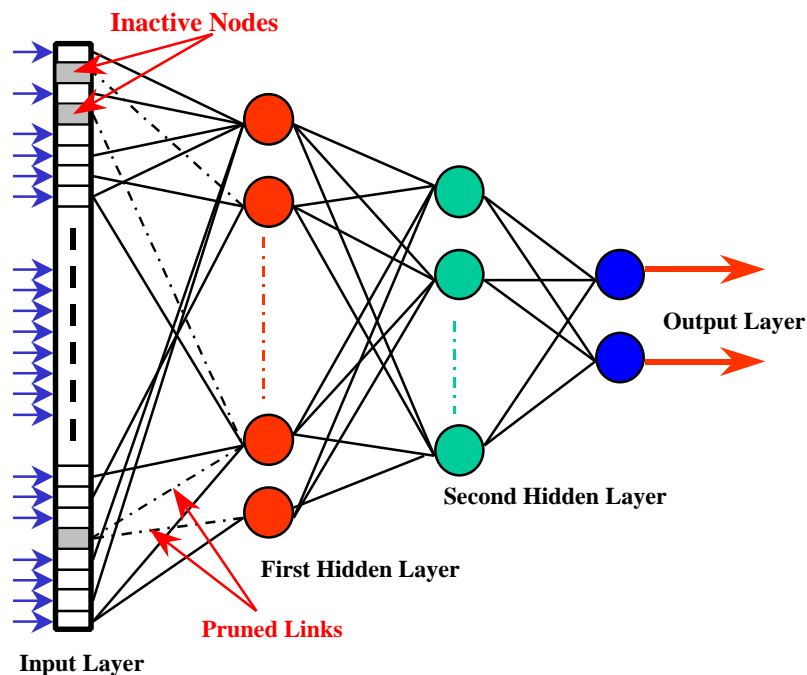 Inactive Nodes
Output Layer
Second Hidden Layer
First Hidden Layer
Pruned Links
Input Layer